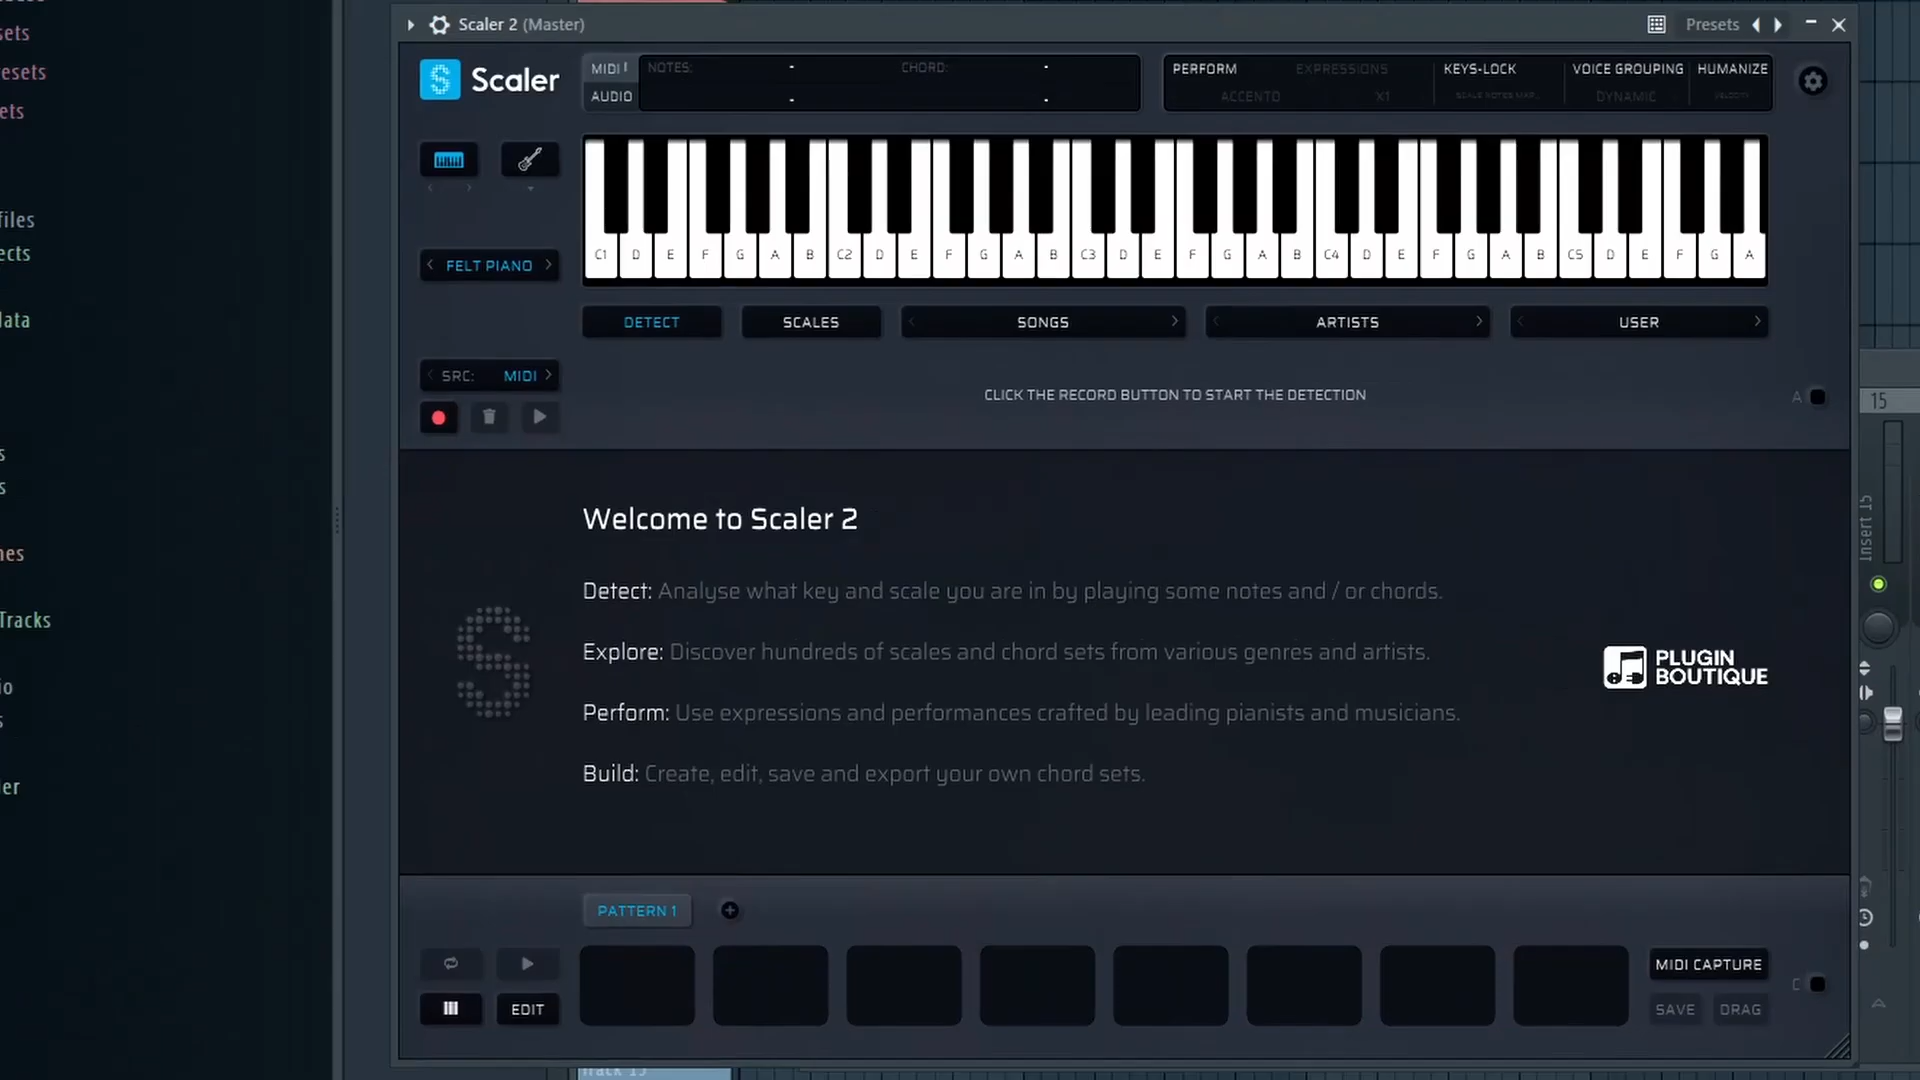 Scaler 2 (Master)
Presets
Scaler
MIDI
AUDIO
NOTES:
-
CHORD:
-
-
-
PERFORM
EXPRESSIONS
KEYS-LOCK
VOICE GROUPING
HUMANIZE
ACCENTO
X1
DYNAMIC
VELOCITY
C1 D E F G A B C2 D E F G A B C3 D E F G A B C4 D E F G A B C5 D E F G A
FELT PIANO
DETECT
SCALES
SONGS
ARTISTS
USER
SRC: MIDI
CLICK THE RECORD BUTTON TO START THE DETECTION
A
Welcome to Scaler 2
Detect: Analyse what key and scale you are in by playing some notes and / or chords.
Explore: Discover hundreds of scales and chord sets from various genres and artists.
Perform: Use expressions and performances crafted by leading pianists and musicians.
Build: Create, edit, save and export your own chord sets.
PLUGIN
BOUTIQUE
PATTERN 1
EDIT
MIDI CAPTURE
SAVE
DRAG
sets
resets
ets
files
ects
data
s
s
nes
Tracks
io
s
der
15
Insert 15
Track 15